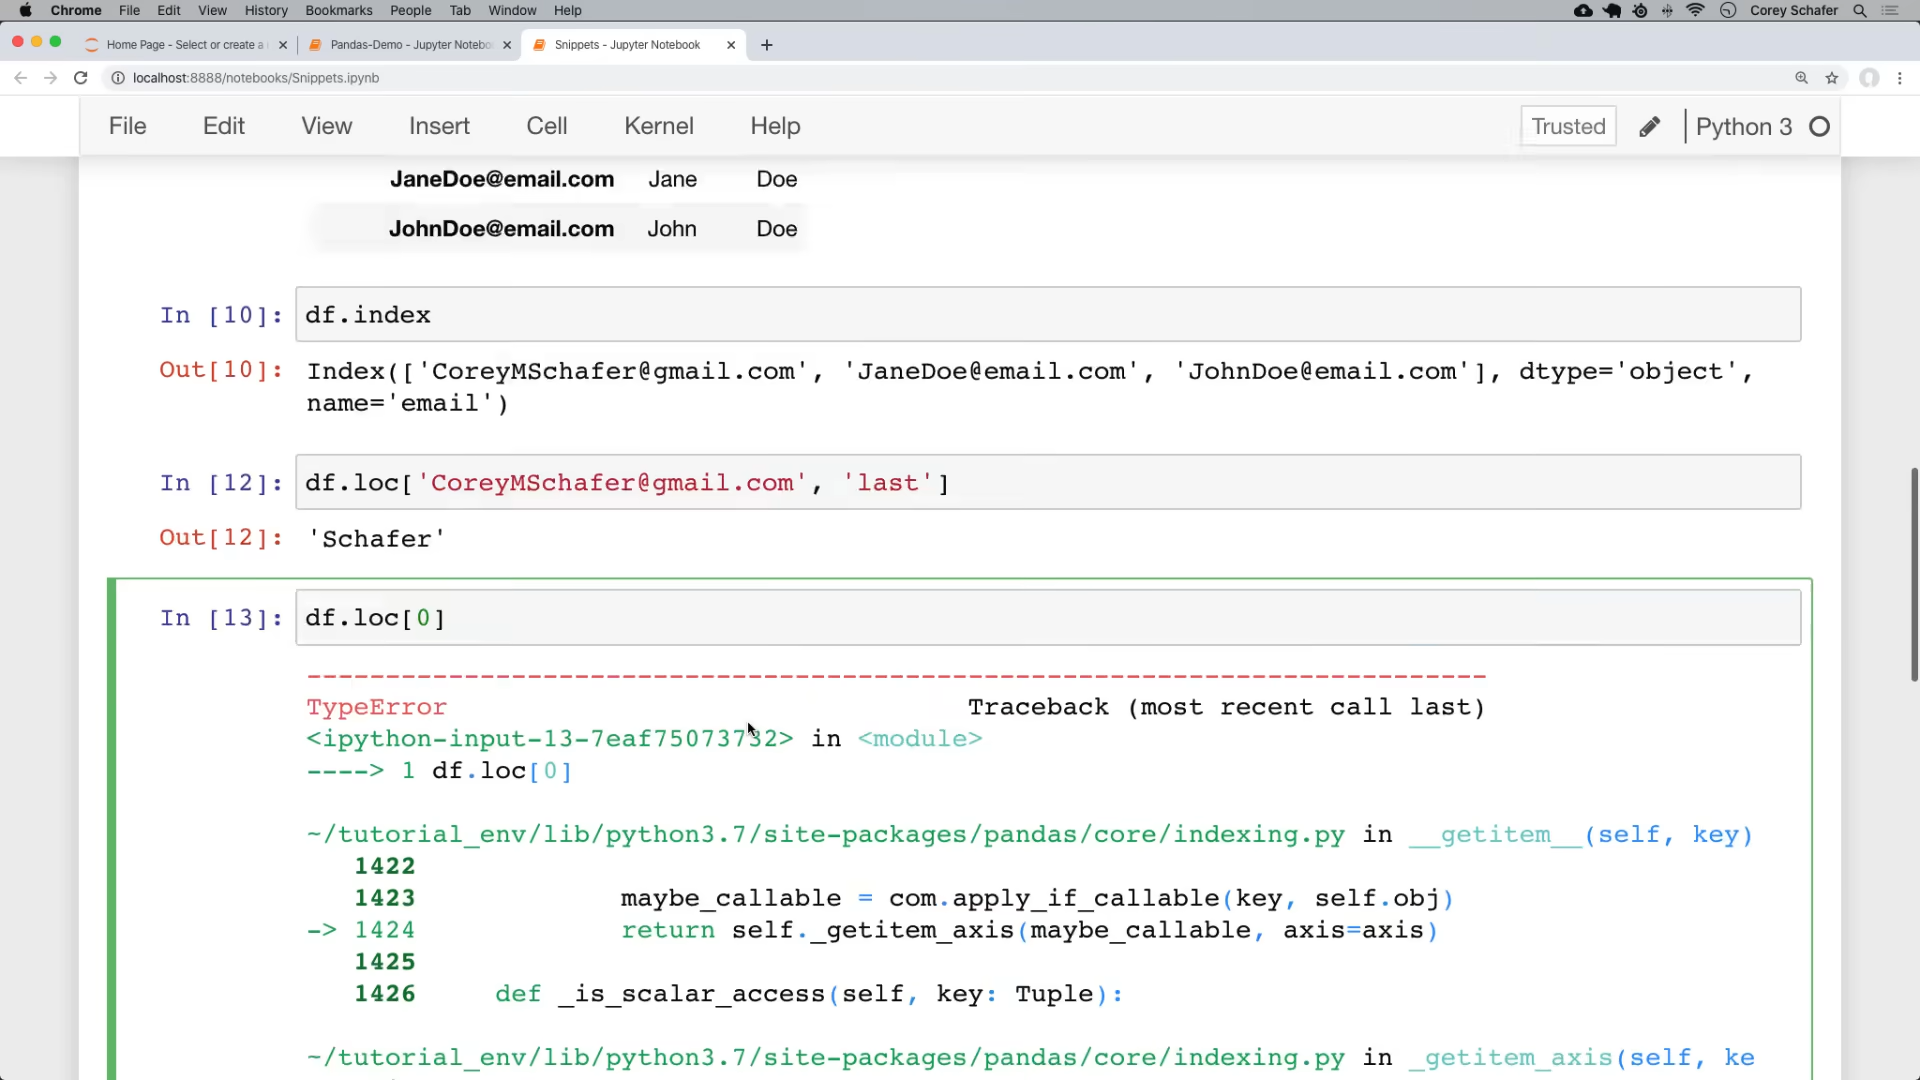 Chrome File Edit View History Bookmarks People Tab Window Help Corey Schafer
Home Page - Select or create a Pandas-Demo - Jupyter Notebo Snippets - Jupyter Notebook
localhost:8888/notebooks/Snippets.ipynb
File Edit View Insert Cell Kernel Help Trusted Python 3
JaneDoe@email.com Jane Doe
JohnDoe@email.com John Doe
In [10]: df.index
Out[10]: Index(['CoreyMSchafer@gmail.com', 'JaneDoe@email.com', 'JohnDoe@email.com'], dtype='object',
name='email')
In [12]: df.loc['CoreyMSchafer@gmail.com', 'last']
Out[12]: 'Schafer'
In [13]: df.loc[0]
---------------------------------------------------------------------------
TypeError Traceback (most recent call last)
<ipython-input-13-7eaf75073732> in <module>
----> 1 df.loc[0]
~/tutorial_env/lib/python3.7/site-packages/pandas/core/indexing.py in __getitem__(self, key)
1422
1423 maybe_callable = com.apply_if_callable(key, self.obj)
-> 1424 return self._getitem_axis(maybe_callable, axis=axis)
1425
1426 def _is_scalar_access(self, key: Tuple):
~/tutorial_env/lib/python3.7/site-packages/pandas/core/indexing.py in _getitem_axis(self, ke